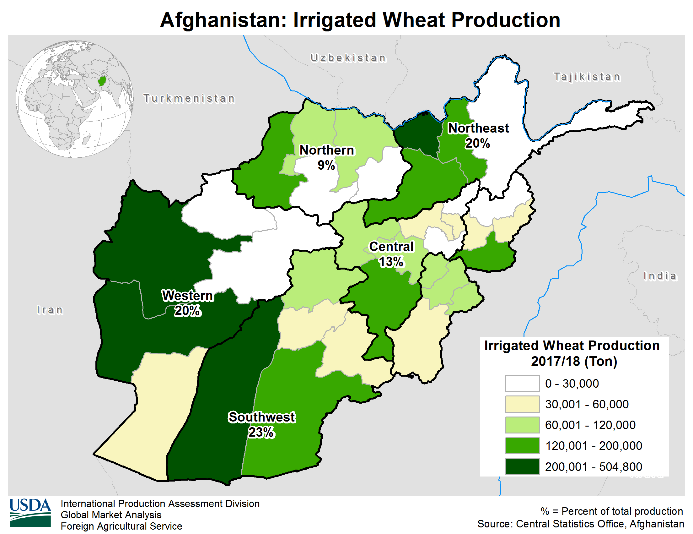 Afghanistan: Irrigated Wheat Production
Uzbekistan
Tajikistan
Turkmenistan
Northeast
20%
Northern
9%
Central
13%
India
Western
20%
Iran
Irrigated Wheat Production
2017/18 (Ton)
0 - 30,000
30,001 - 60,000
60,001 - 120,000
120,001 - 200,000
200,001 - 504,800
Southwest
23%
USDA
International Production Assessment Division
Global Market Analysis
Foreign Agricultural Service
% = Percent of total production
Source: Central Statistics Office, Afghanistan